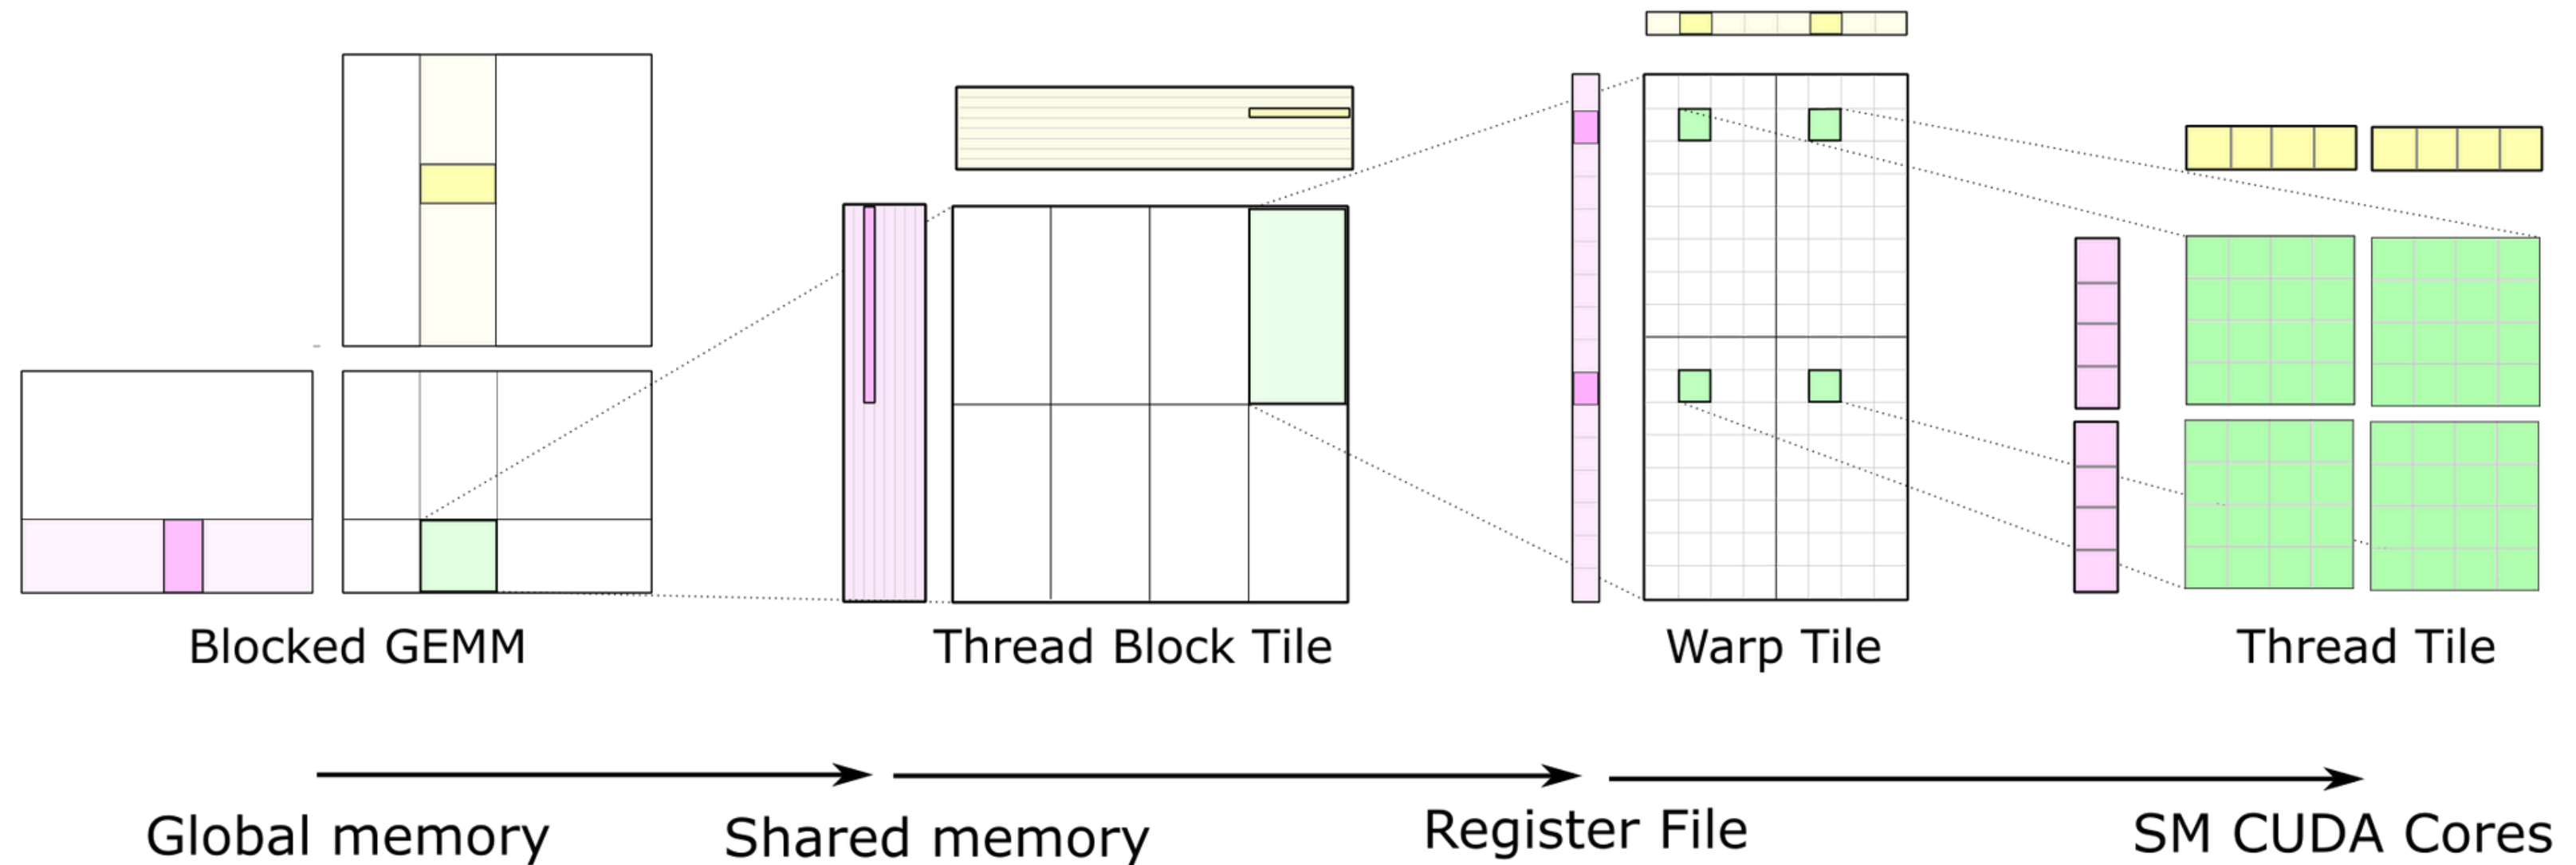 Blocked GEMM
Thread Block Tile
Warp Tile
Thread Tile
Global memory
Shared memory
Register File
SM CUDA Cores